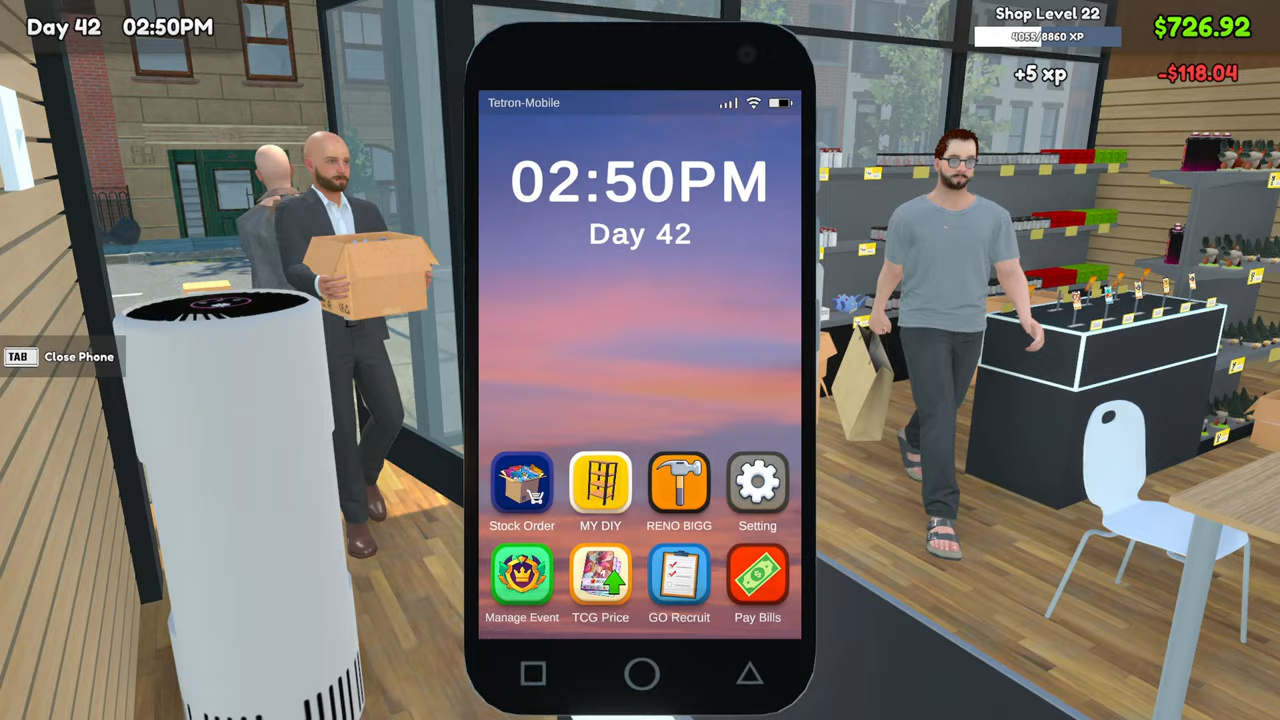 Day 42 02:50PM
Shop Level 22
4055/8860 XP
+5 xp
$726.92
-$118.04
Tetron-Mobile
02:50PM
Day 42
TAB Close Phone
Stock Order MY DIY RENO BIGG Setting
Manage Event TCG Price GO Recruit Pay Bills